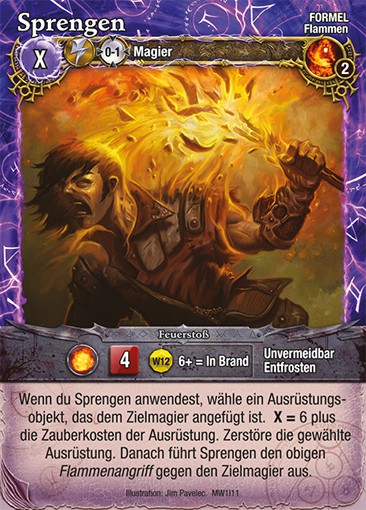 Sprengen
FORMEL
Flammen
X 0-1 Magier
2
Feuerstoß
4 W12 6+ = In Brand
Unvermeidbar
Entfrosten
Wenn du Sprengen anwendest, wähle ein Ausrüstungs-
objekt, das dem Zielmagier angefügt ist. X = 6 plus
die Zauberkosten der Ausrüstung. Zerstöre die gewählte
Ausrüstung. Danach führt Sprengen den obigen
Flammenangriff gegen den Zielmagier aus.
Illustration: Jim Pavelec. MW1I11